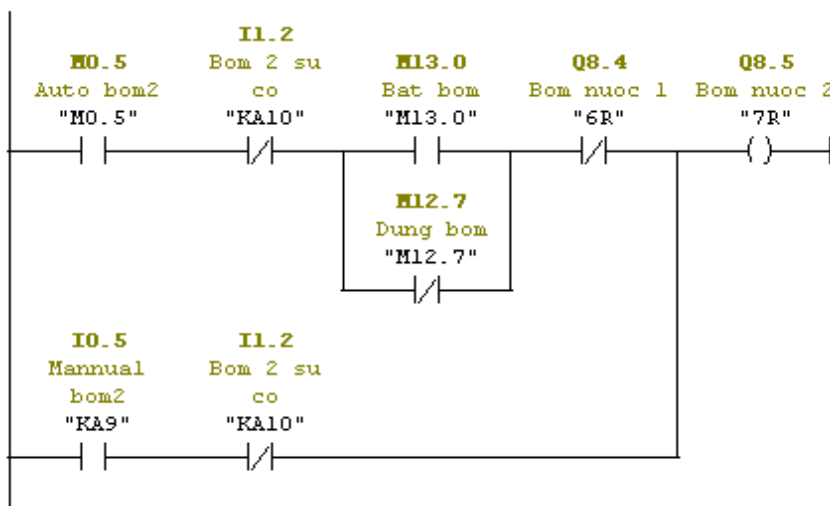 M0.5
Auto bom2
"M0.5"
I1.2
Bom 2 su
co
"KA10"
M13.0
Bat bom
"M13.0"
Q8.4
Bom nuoc 1
"6R"
Q8.5
Bom nuoc 2
"7R"
M12.7
Dung bom
"M12.7"
I0.5
Mannual
bom2
"KA9"
I1.2
Bom 2 su
co
"KA10"